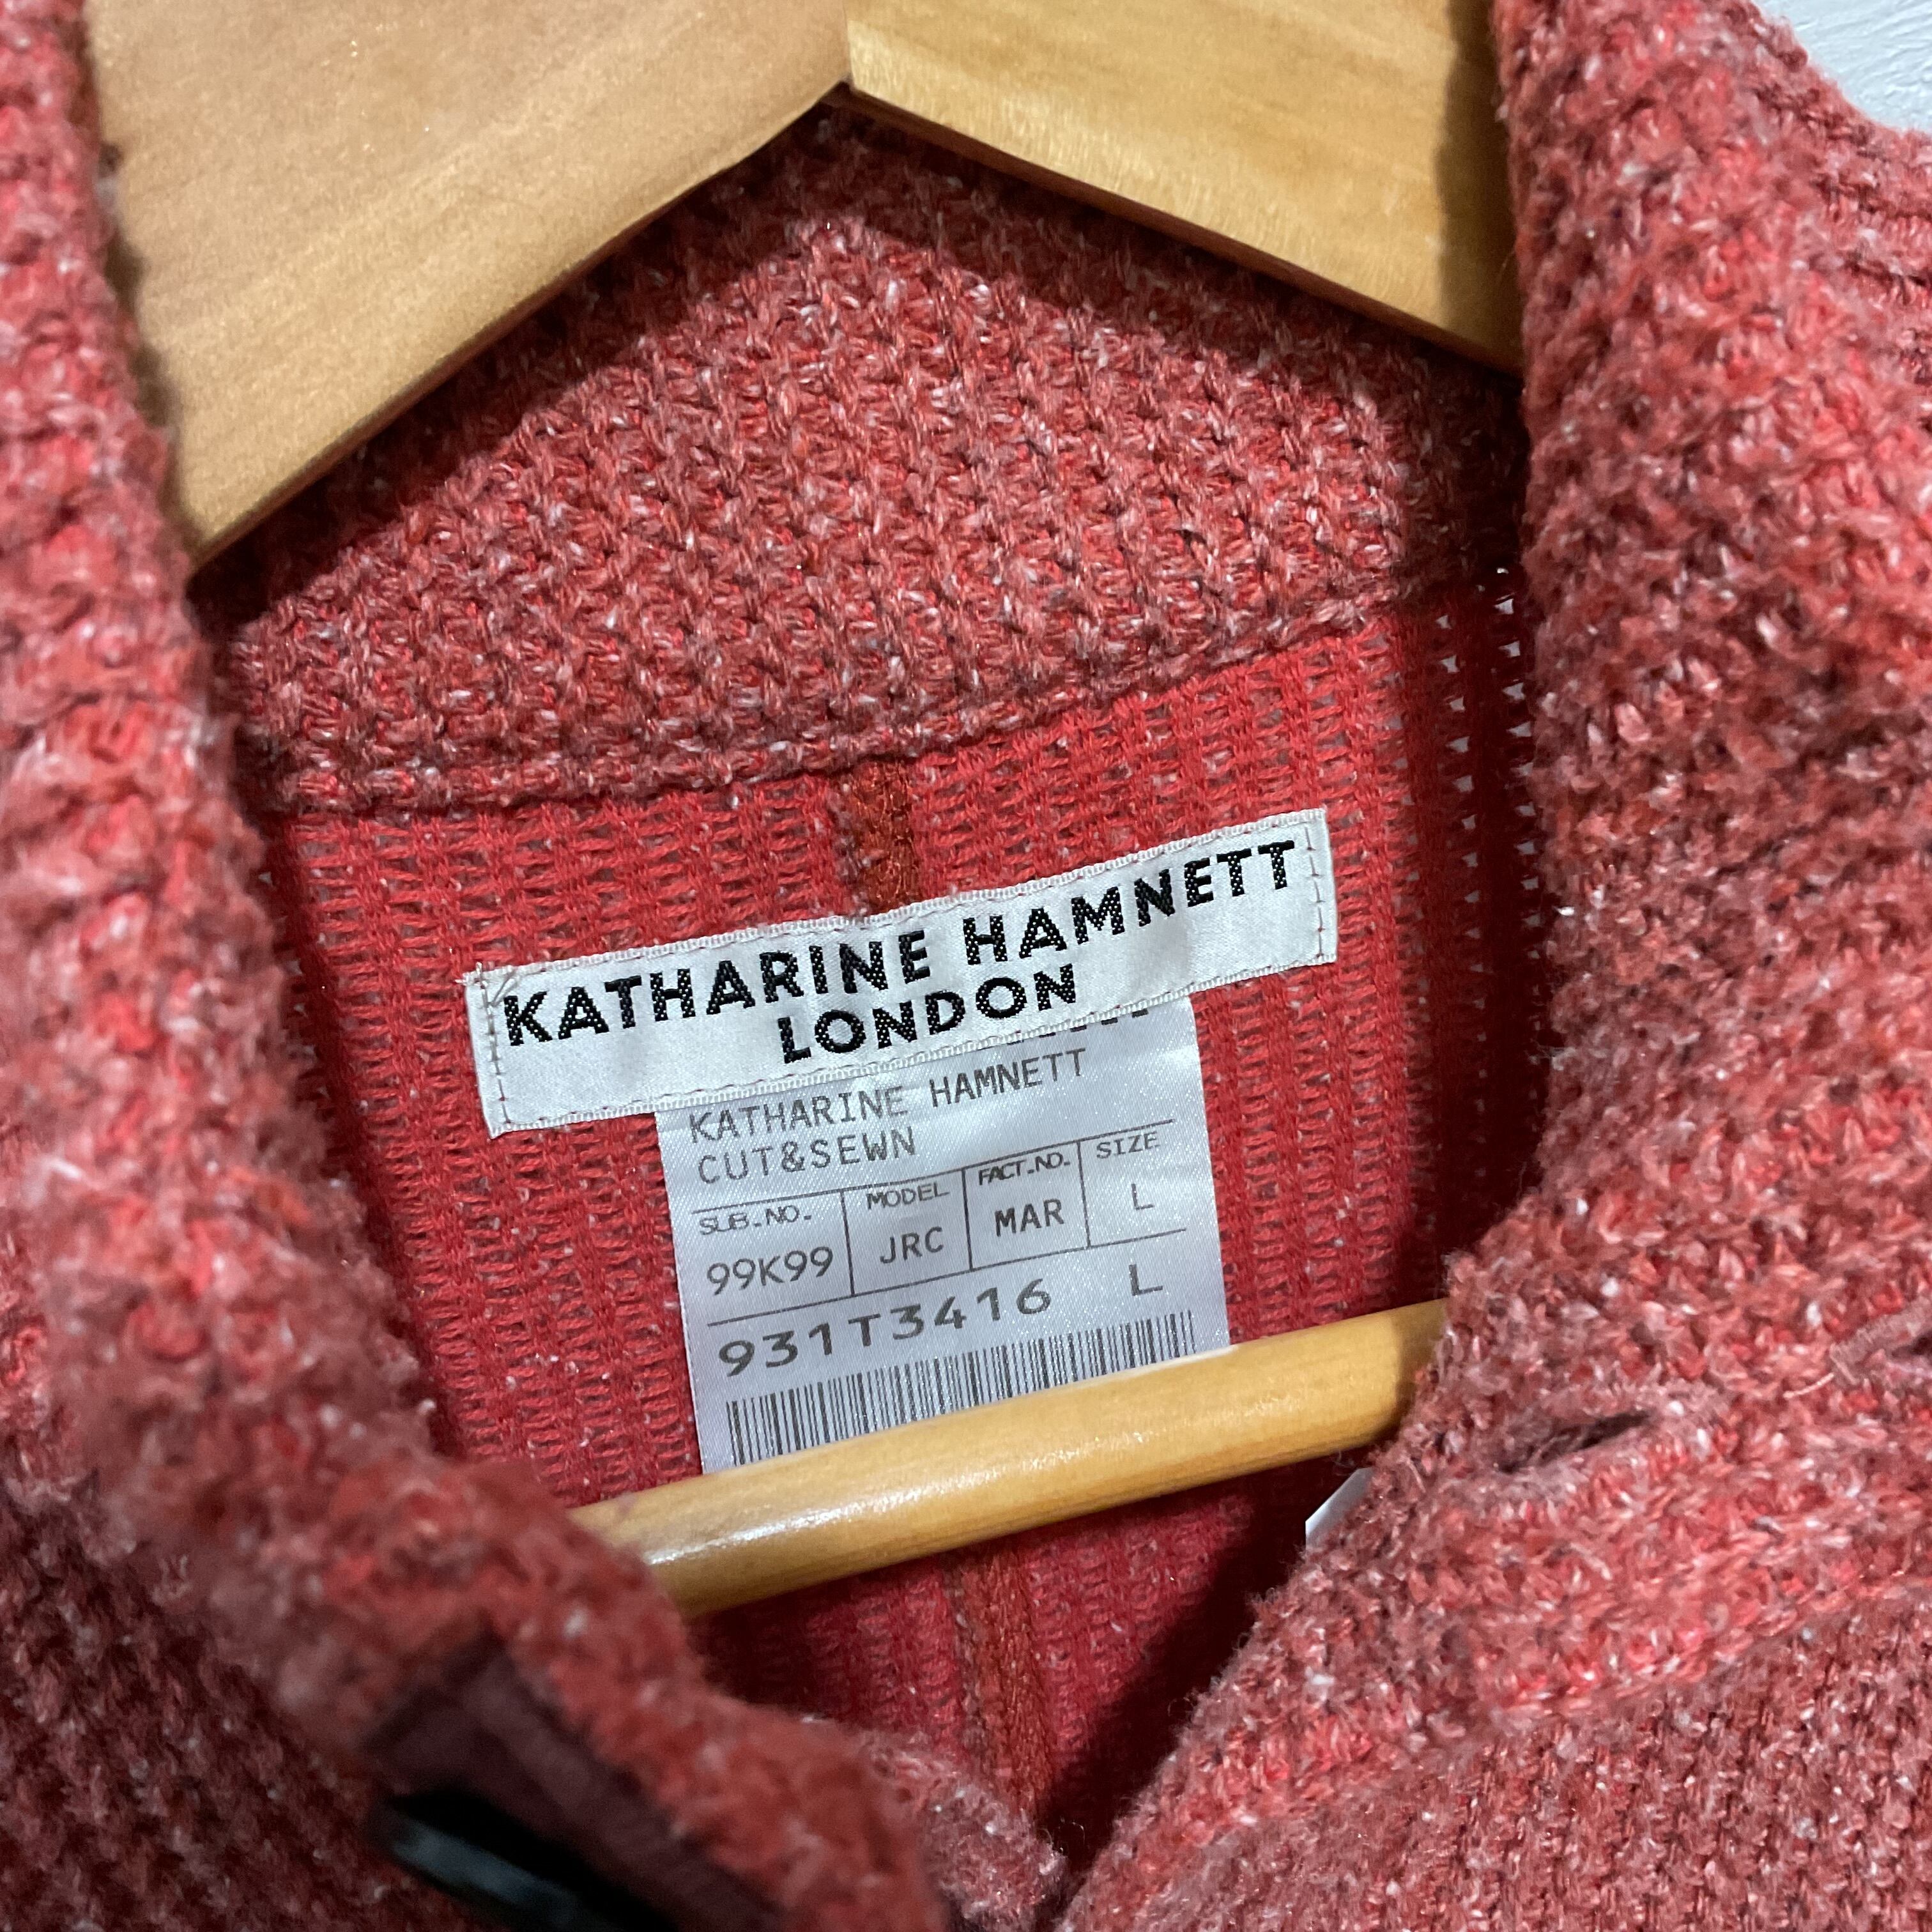 KATHARINE HAMNETT
LONDON
KATHARINE HAMNETT
CUT&SEWN
SUB.NO. MODEL FACT.NO. SIZE
99K99 JRC MAR L
931T3416 L